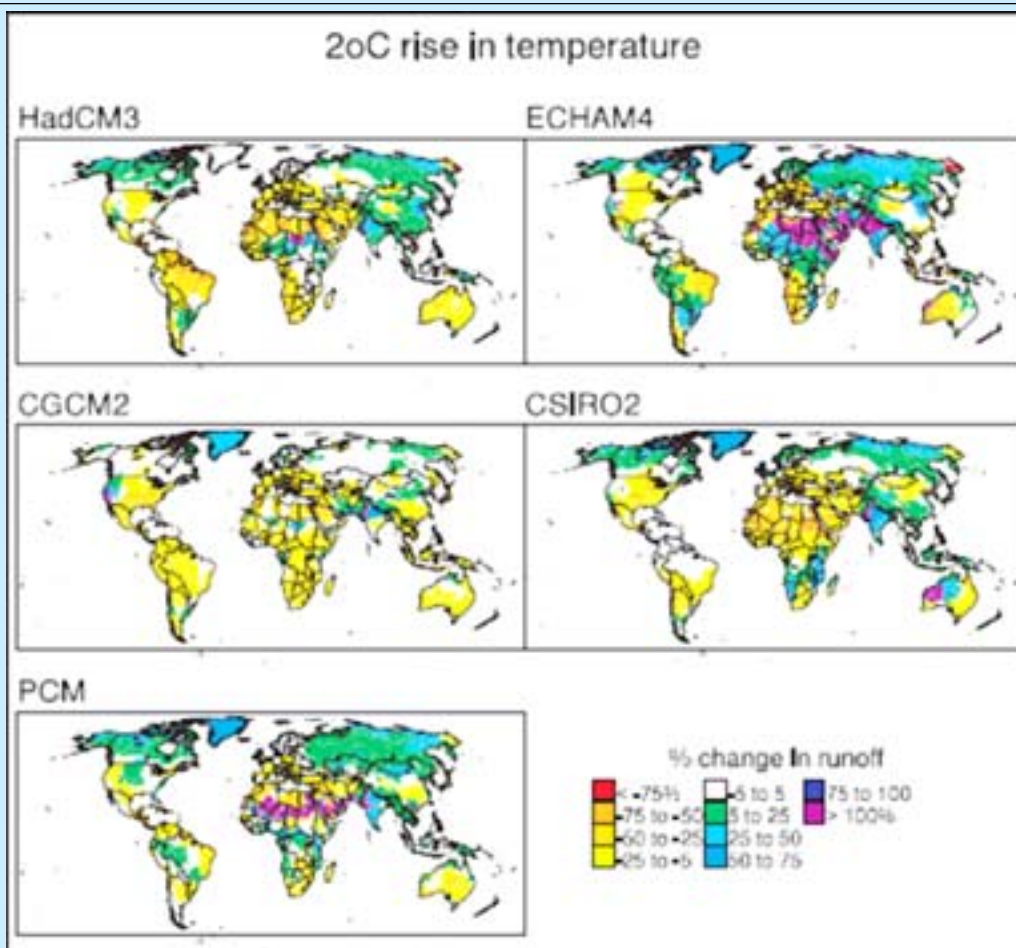 2oC rise in temperature
HadCM3
ECHAM4
CGCM2
CSIRO2
PCM
% change in runoff
< -75%
-75 to -50
-50 to -25
-25 to -5
-5 to 5
5 to 25
25 to 50
50 to 75
75 to 100
> 100%